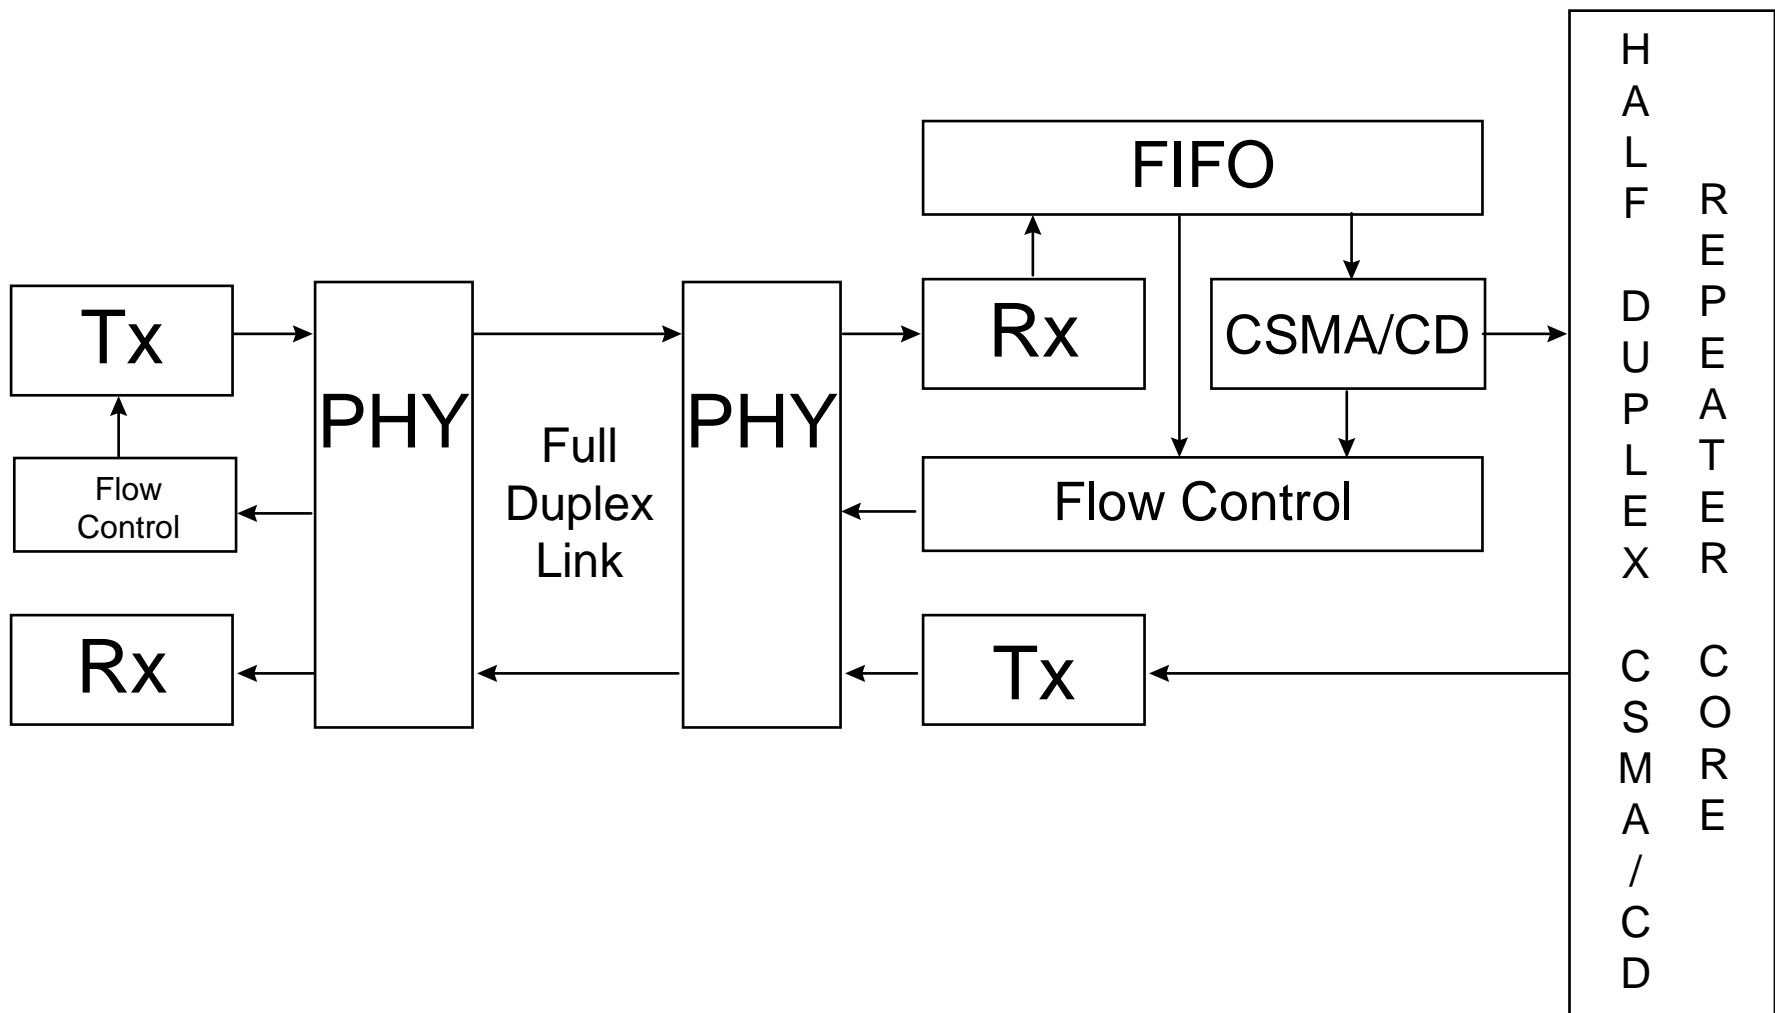 FIFO
Tx
PHY
Full
Duplex
Link
PHY
Rx
CSMA/CD
Flow
Control
Flow Control
Rx
Tx
HALF DUPLEX CSMA/CD
REPEATER CORE